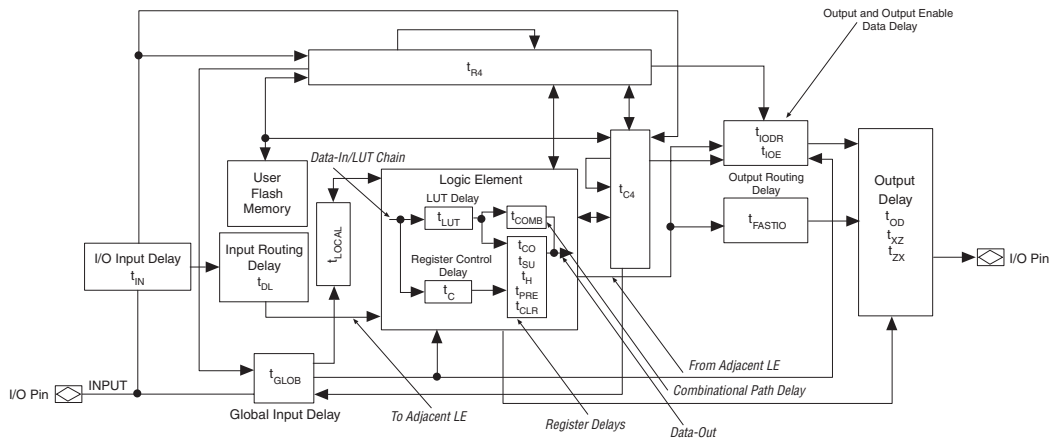 Output and Output Enable
Data Delay
tR4
tIODR
tIOE
Data-In/LUT Chain
User
Flash
Memory
Logic Element
LUT Delay
tLUT
tCOMB
tC4
Output Routing
Delay
tFASTIO
Output
Delay
tOD
tXZ
tZX
I/O Pin
I/O Input Delay
tIN
Input Routing
Delay
tDL
tLOCAL
Register Control
Delay
tC
tCO
tSU
tH
tPRE
tCLR
From Adjacent LE
Combinational Path Delay
tGLOB
Global Input Delay
I/O Pin
INPUT
To Adjacent LE
Register Delays
Data-Out